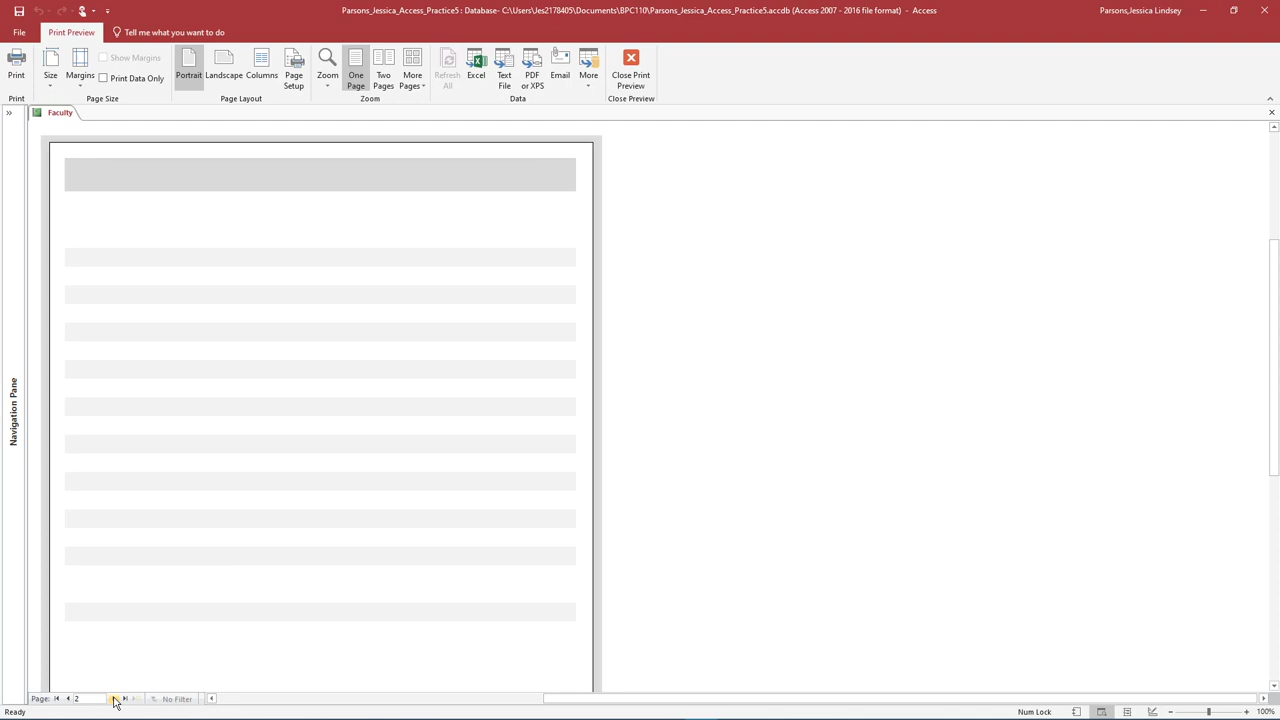 Parsons_Jessica_Access_Practice5 : Database- C:\Users\Jes2178405\Documents\BPC110\Parsons_Jessica_Access_Practice5.accdb (Access 2007 - 2016 file format) - Access
Parsons,Jessica Lindsey
File
Print Preview
Tell me what you want to do
Print
Size
Margins
Show Margins
Print Data Only
Portrait
Landscape
Columns
Page Setup
Zoom
One Page
Two Pages
More Pages
Refresh All
Excel
Text File
PDF or XPS
Email
More
Close Print Preview
Print
Page Size
Page Layout
Zoom
Data
Close Preview
Faculty
Navigation Pane
Page: 2
No Filter
Ready
Num Lock
100%